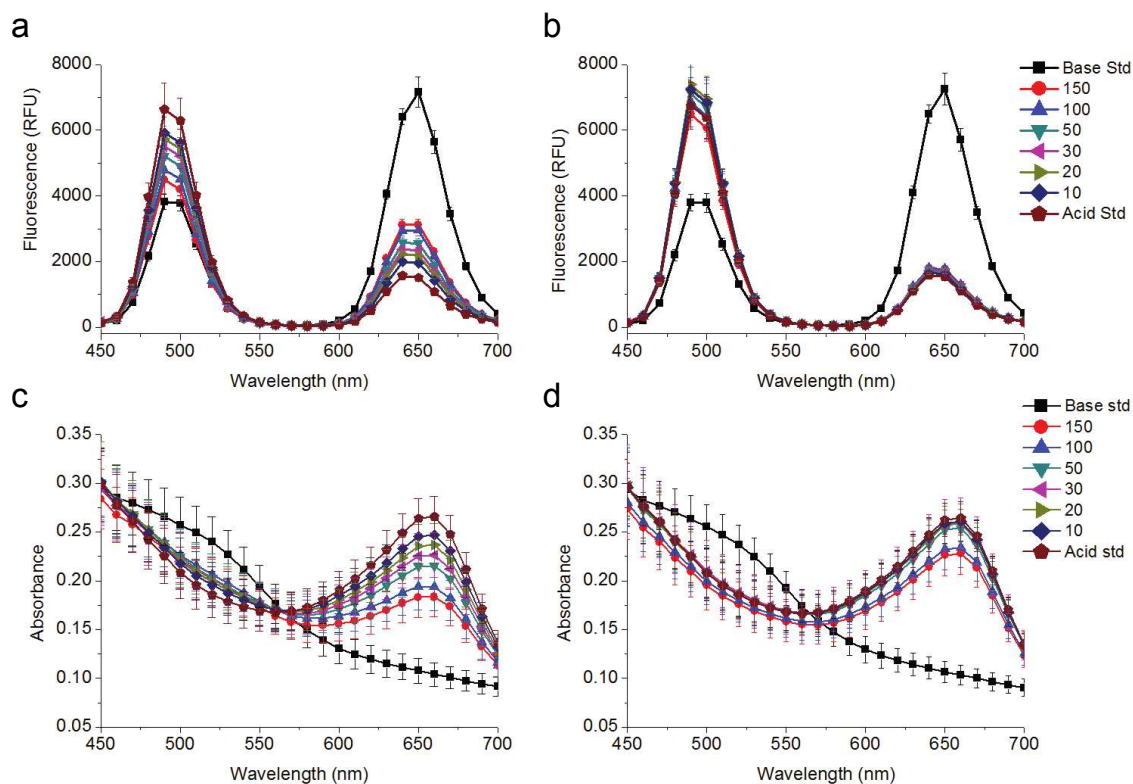 a
b
8000
6000
4000
2000
0
Fluorescence (RFU)
450 500 550 600 650 700
Wavelength (nm)
8000
6000
4000
2000
0
Fluorescence (RFU)
450 500 550 600 650 700
Wavelength (nm)
Base Std
150
100
50
30
20
10
Acid Std
c
d
0.35
0.30
0.25
0.20
0.15
0.10
0.05
Absorbance
450 500 550 600 650 700
Wavelength (nm)
0.35
0.30
0.25
0.20
0.15
0.10
0.05
Absorbance
450 500 550 600 650 700
Wavelength (nm)
Base std
150
100
50
30
20
10
Acid std